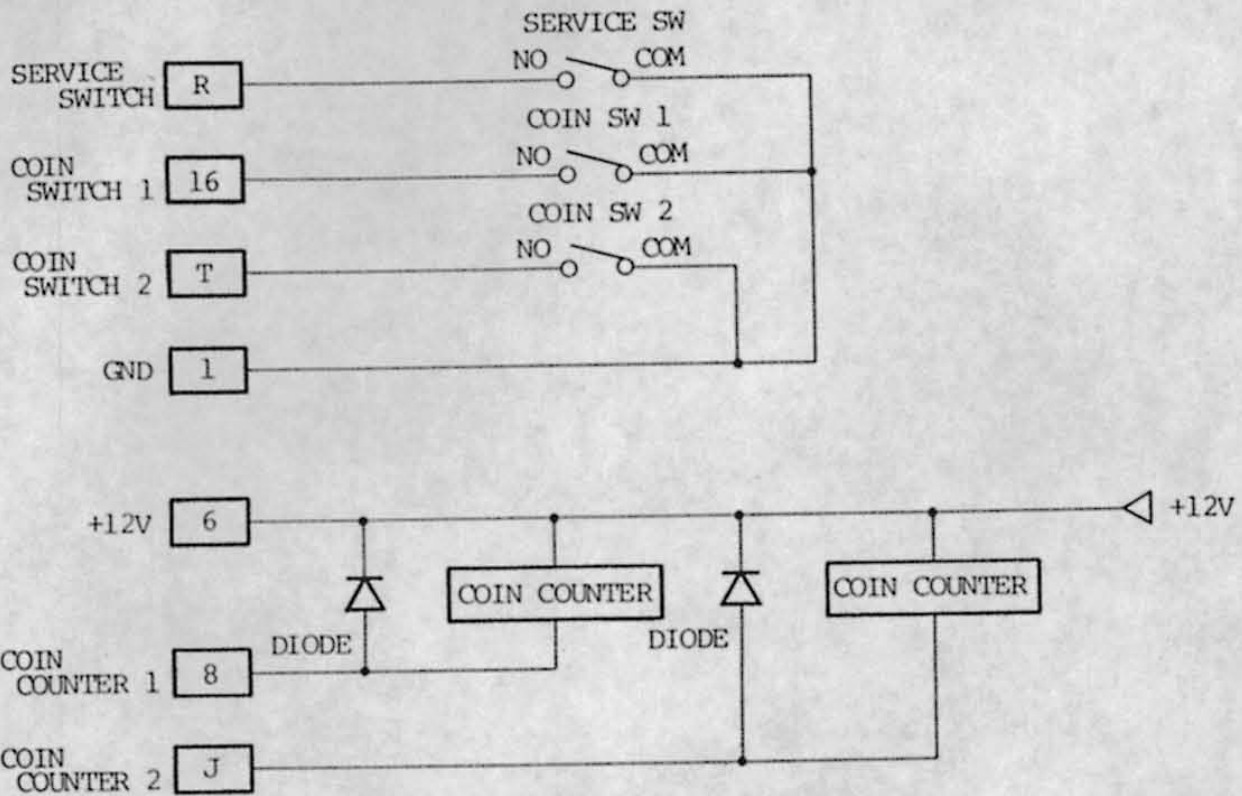 SERVICE SW
SERVICE
SWITCH R NO COM
COIN SW 1
COIN
SWITCH 1 16 NO COM
COIN SW 2
COIN
SWITCH 2 T NO COM
GND 1
+12V 6 +12V
COIN COUNTER COIN COUNTER
DIODE DIODE
COIN
COUNTER 1 8
COIN
COUNTER 2 J